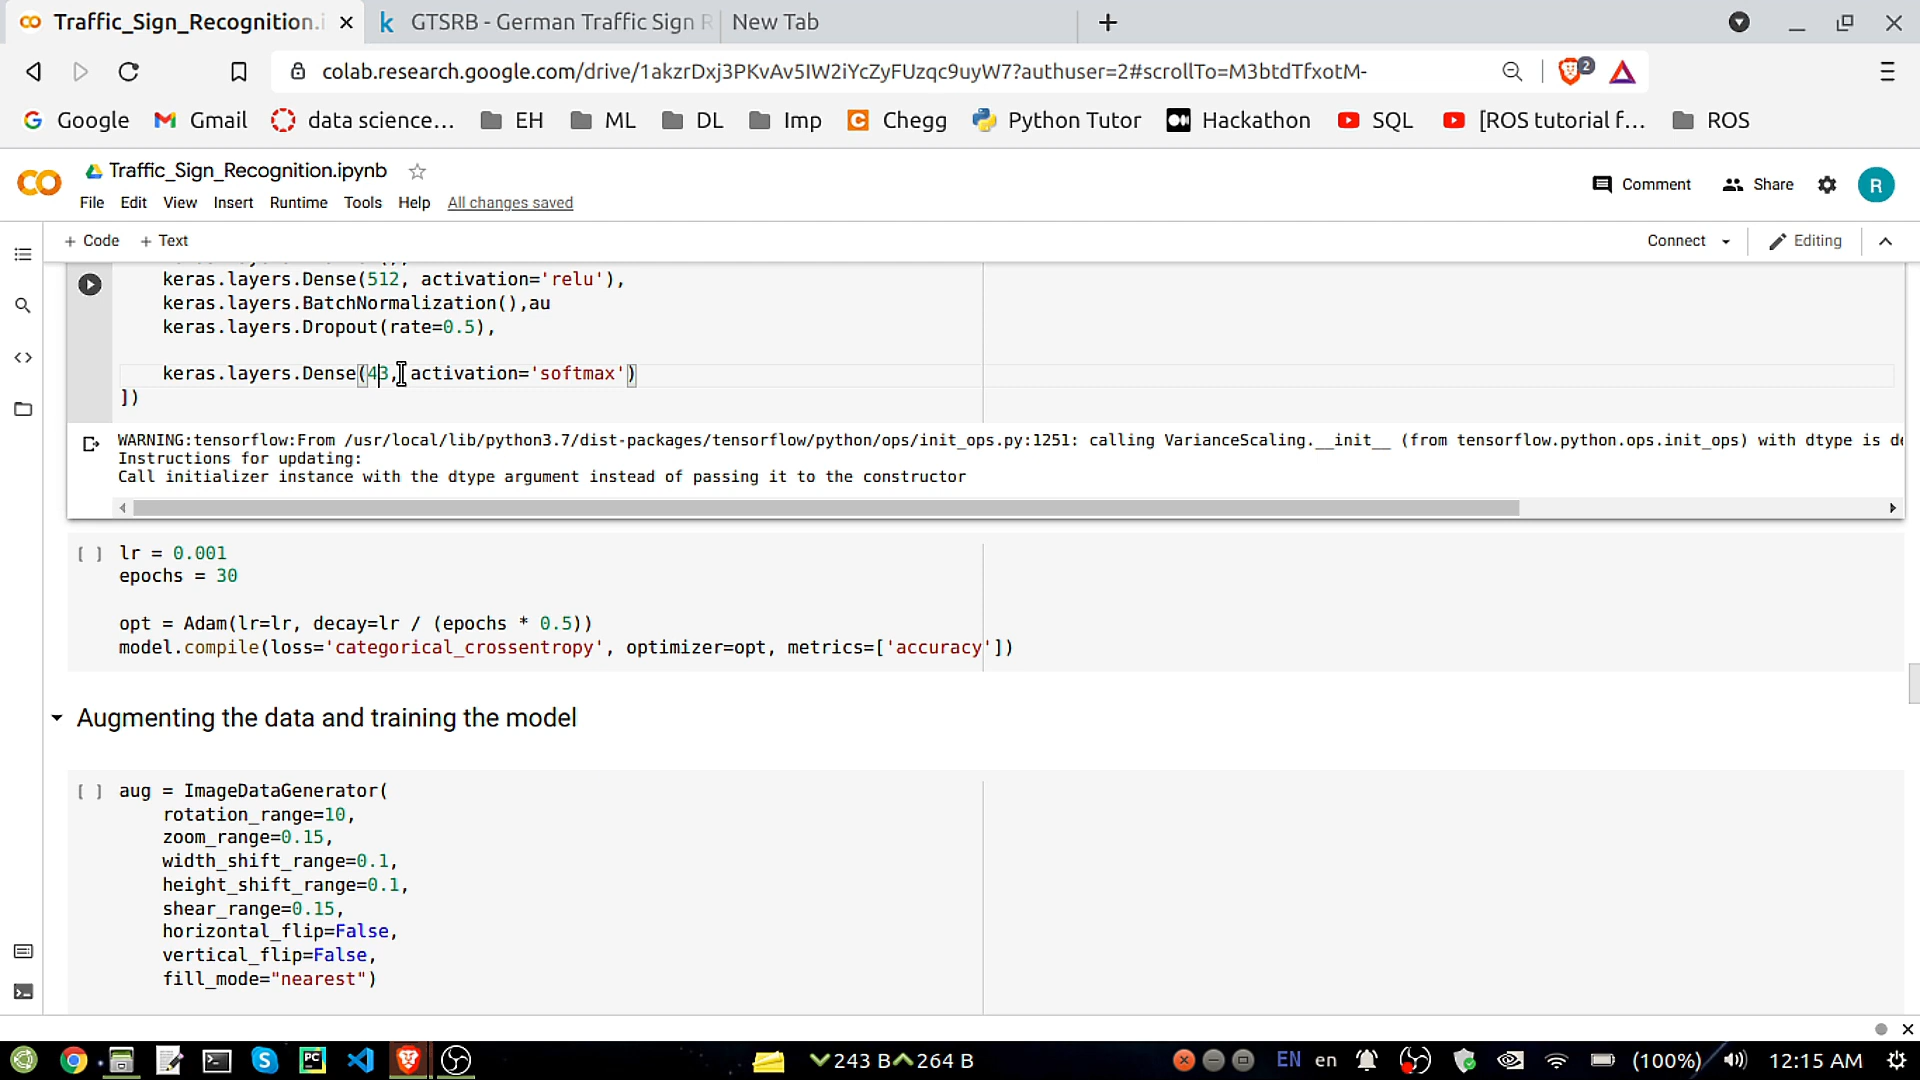 Traffic_Sign_Recognition.i
GTSRB - German Traffic Sign R
New Tab
colab.research.google.com/drive/1akzrDxj3PKvAv5IW2iYcZyFUzqc9uyW7?authuser=2#scrollTo=M3btdTfxotM-
2
Google
Gmail
data science...
EH
ML
DL
Imp
Chegg
Python Tutor
Hackathon
SQL
[ROS tutorial f...
ROS
Traffic_Sign_Recognition.ipynb
Comment
Share
R
File
Edit
View
Insert
Runtime
Tools
Help
All changes saved
+ Code
+ Text
Connect
Editing
keras.layers.Dense(512, activation='relu'),
keras.layers.BatchNormalization(),au
keras.layers.Dropout(rate=0.5),
keras.layers.Dense(43, activation='softmax')
])
WARNING:tensorflow:From /usr/local/lib/python3.7/dist-packages/tensorflow/python/ops/init_ops.py:1251: calling VarianceScaling.__init__ (from tensorflow.python.ops.init_ops) with dtype is de
Instructions for updating:
Call initializer instance with the dtype argument instead of passing it to the constructor
[ ] lr = 0.001
epochs = 30
opt = Adam(lr=lr, decay=lr / (epochs * 0.5))
model.compile(loss='categorical_crossentropy', optimizer=opt, metrics=['accuracy'])
Augmenting the data and training the model
[ ] aug = ImageDataGenerator(
rotation_range=10,
zoom_range=0.15,
width_shift_range=0.1,
height_shift_range=0.1,
shear_range=0.15,
horizontal_flip=False,
vertical_flip=False,
fill_mode="nearest")
243 B
264 B
EN
en
(100%)
12:15 AM